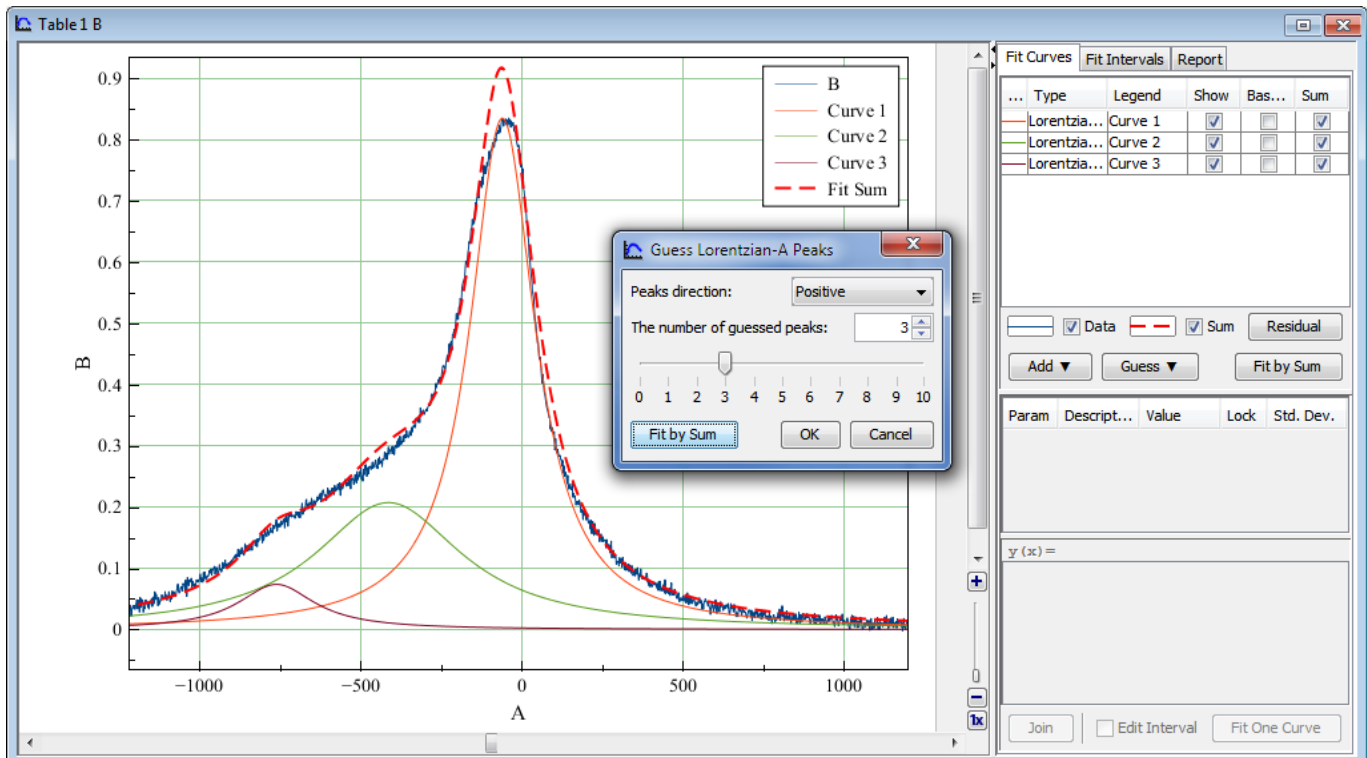 Table1 B
0.9
0.8
0.7
0.6
0.5
0.4
0.3
0.2
0.1
0
B
−1000
−500
0
500
1000
A
B
Curve 1
Curve 2
Curve 3
Fit Sum
Guess Lorentzian-A Peaks
Peaks direction:
Positive
The number of guessed peaks:
3
0 1 2 3 4 5 6 7 8 9 10
Fit by Sum
OK
Cancel
1x
Fit Curves
Fit Intervals
Report
... Type Legend Show Bas... Sum
Lorentzia... Curve 1
Lorentzia... Curve 2
Lorentzia... Curve 3
Data
Sum
Residual
Add ▼
Guess ▼
Fit by Sum
Param Descript... Value Lock Std. Dev.
y(x)=
Join
Edit Interval
Fit One Curve